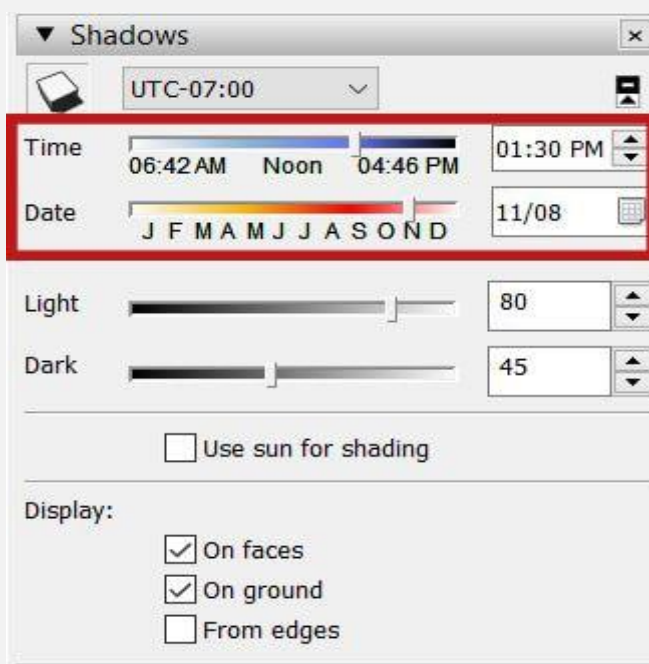 ▼ Shadows
UTC-07:00
Time 01:30 PM
06:42 AM Noon 04:46 PM
Date 11/08
J F M A M J J A S O N D
Light 80
Dark 45
Use sun for shading
Display:
On faces
On ground
From edges